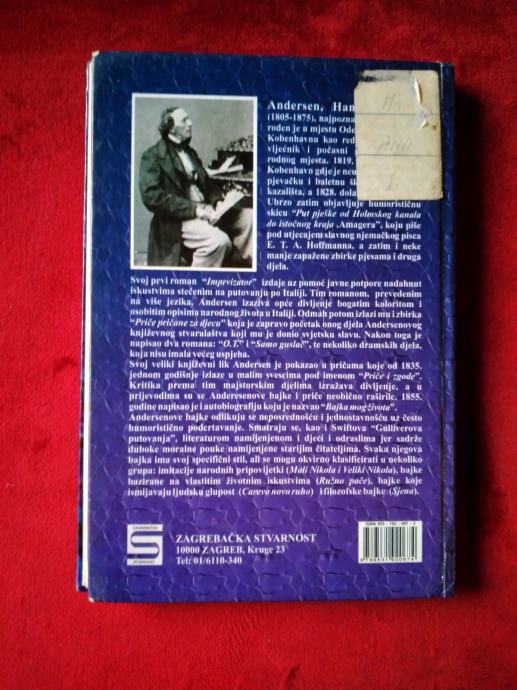 Andersen, Han
(1805-1875), najpozna
rođen je u mjestu Ode
Kobenhavnu kao red
vijećnik i počasni
rodnog mjesta. 1819.
Kobenhavn gdje je neu
pjevačku i baletnu šk
kazališta, a 1828. dola
Ubrzo zatim objavljuje humorističnu
skicu "Put pješke od Holmskog kanala
do istočnog kraja ,Amagera", koju piše
pod utjecajem slavnog njemačkog pisca
E. T. A. Hoffmanna, a zatim i neke
manje zapažene zbirke pjesama i druga
djela.
Svoj prvi roman "Imprvizator" izdaje uz pomoć javne potpore nadahnut
iskustvima stečenim na putovanju po Italiji. Tim romanom, prevedenim
na više jezika, Andersen izaziva opće divljenje bogatim koloritom i
osobitim opisima narodnog života u Italiji. Odmah potom izlazi mu i zbirka
"Priče pričane za djecu" koja je zapravo početak onog djela Andersenovog
književnog stvaralaštva koji mu je donio svjetsku slavu. Nakon toga je
napisao dva romana: "O.T." i "Samo guslač", te nekoliko dramskih djela,
koja nisu imala većeg uspjeha.
Svoj veliki književni lik Andersen je pokazao u pričama koje od 1835.
jednom godišnje izlaze u malim svescima pod imenom "Priče i zgode".
Kritika prema tim majstorskim djelima izražava divljenje, a u
prijevodima su se Anderesenove bajke i priče neobično raširile. 1855.
godine napisao je i autobiografiju koju je nazvao "Bajka mog života".
Andersenove bajke odlikuju se neposrednošću i jednostavnošću uz često
humoristično podcrtavanje. Smatraju se, kao i Swiftova "Gulliverova
putovanja", literaturom namijenjenom i djeci i odraslima jer sadrže
duboke moralne pouke namijenjene starijim čitateljima. Svaka njegova
bajka ima svoj specifični stil, ali se mogu okvirno klasificirati u nekoliko
grupa: imitacije narodnih pripovijetki (Mali Nikola i Veliki Nikola), bajke
bazirane na vlastitim životnim iskustvima (Ružno pače), bajke koje
ismijavaju ljudsku glupost (Carevo novo ruho) i filozofske bajke (Sjena).
ZAGREBAČKA
STVARNOST
ZAGREBAČKA STVARNOST
10000 ZAGREB, Kruge 23
Tel: 01/6110-340
ISBN 953 - 192 - 097 - 2
9789531920971